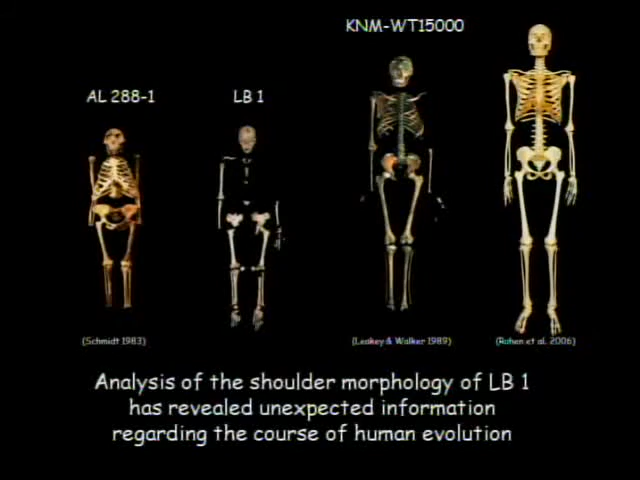 KNM-WT15000
AL 288-1
LB 1
(Schmidt 1983)
(Leakey & Walker 1989)
(Rohen et al. 2006)
Analysis of the shoulder morphology of LB 1
has revealed unexpected information
regarding the course of human evolution